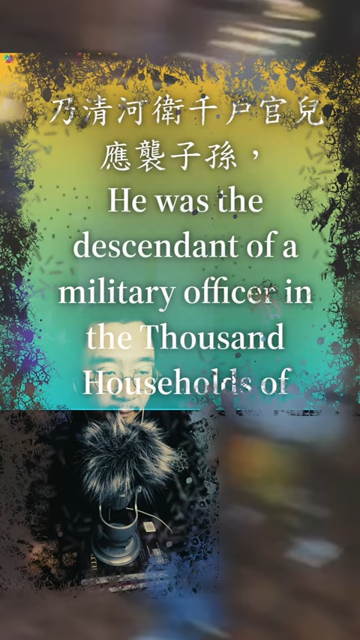 乃清河衛千户官兒
應襲子孫，
He was the
descendant of a
military officer in
the Thousand
Households of